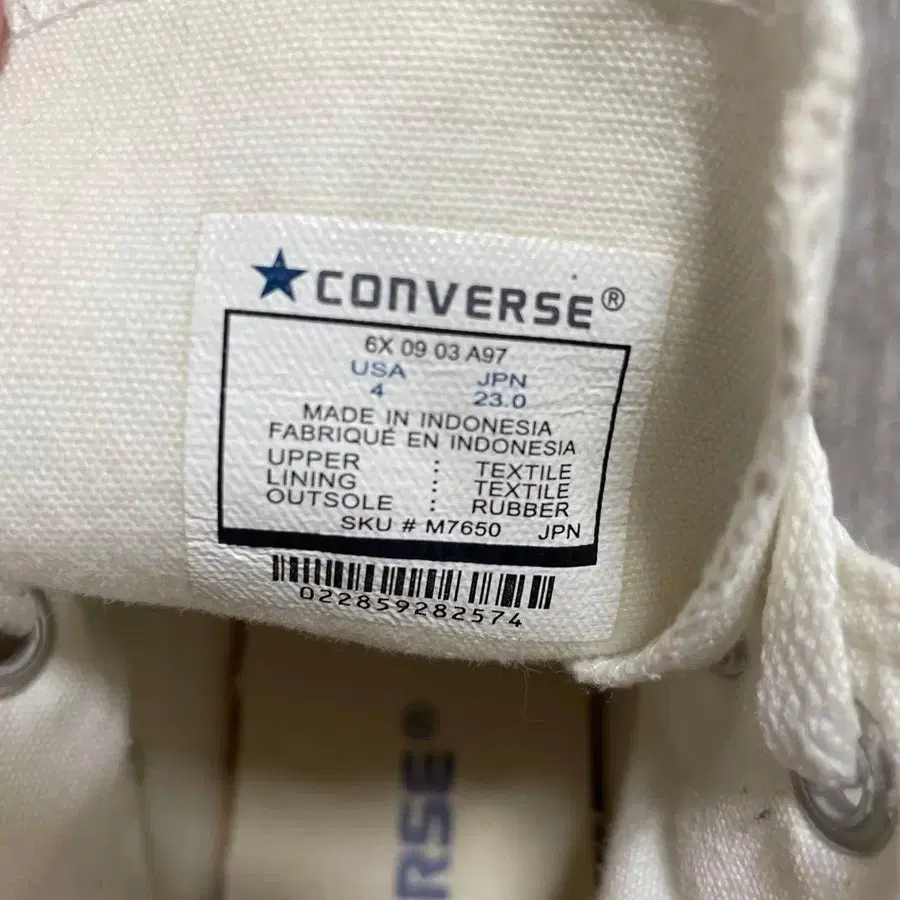 ★CONVERSE®
6X 09 03 A97
USA JPN
4 23.0
MADE IN INDONESIA
FABRIQUÉ EN INDONESIA
UPPER : TEXTILE
LINING : TEXTILE
OUTSOLE : RUBBER
SKU # M7650 JPN
022859282574
RSE®